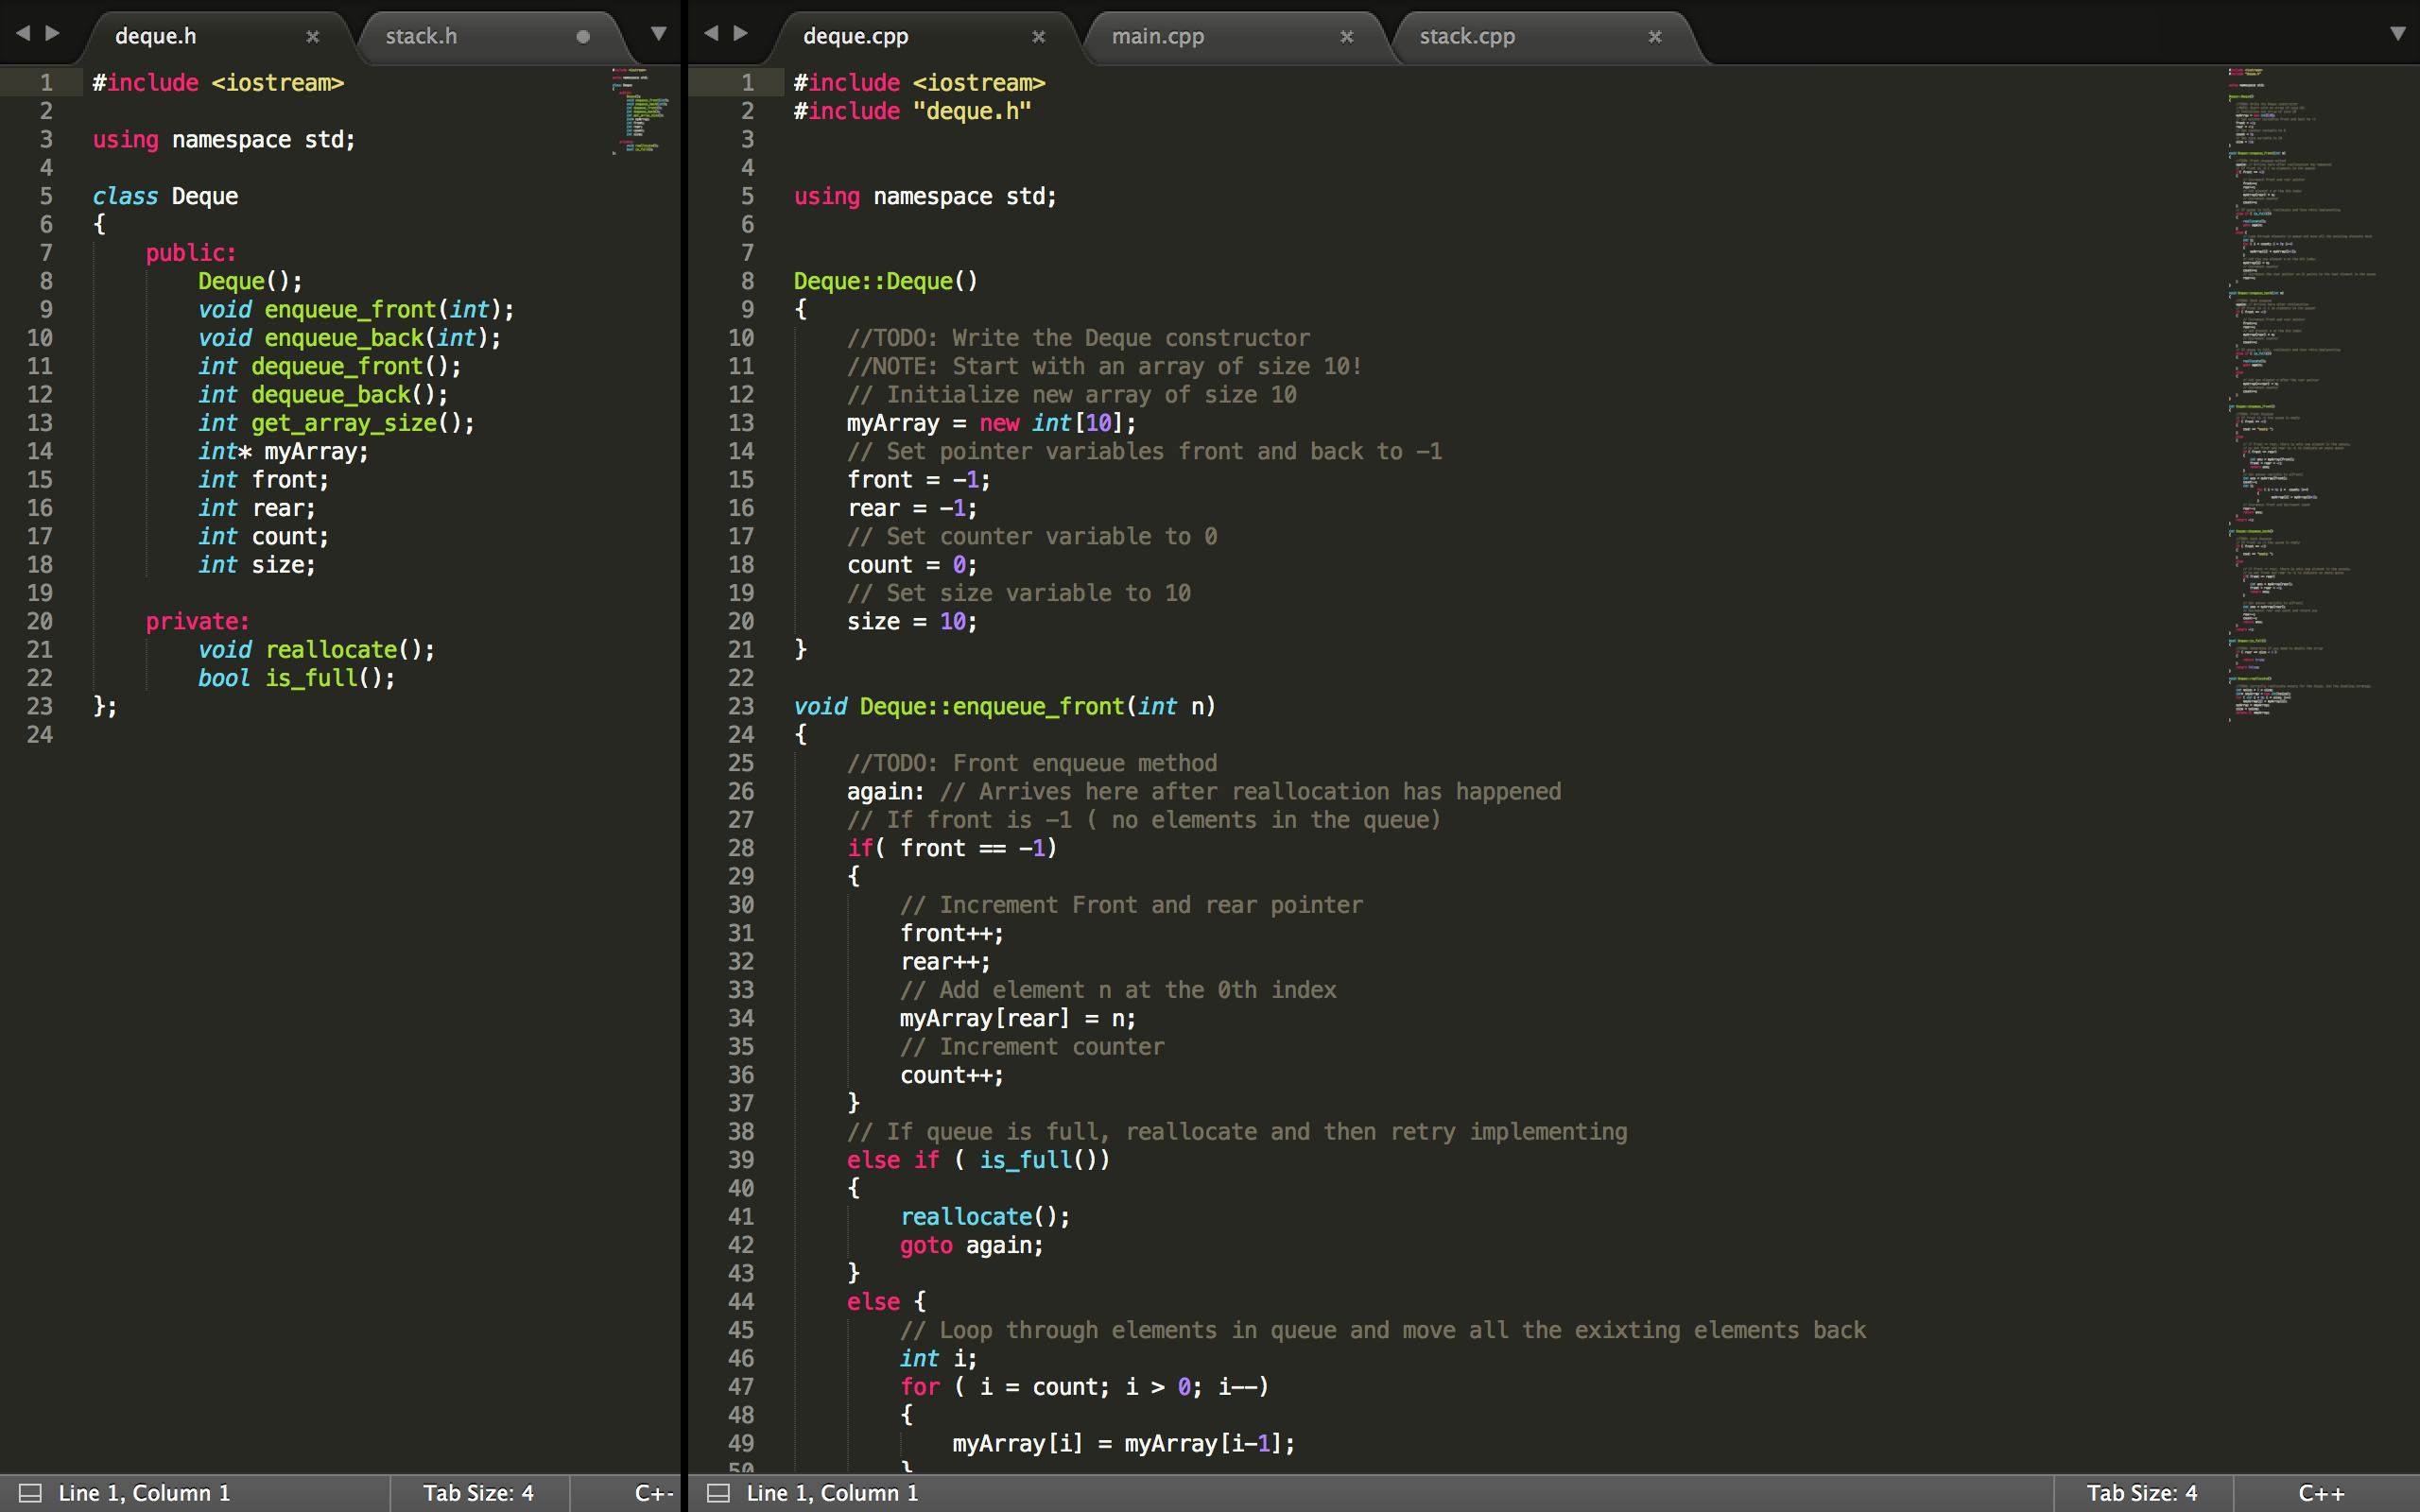 deque.h
stack.h
1 #include <iostream>
2
3 using namespace std;
4
5 class Deque
6 {
7 public:
8 Deque();
9 void enqueue_front(int);
10 void enqueue_back(int);
11 int dequeue_front();
12 int dequeue_back();
13 int get_array_size();
14 int* myArray;
15 int front;
16 int rear;
17 int count;
18 int size;
19
20 private:
21 void reallocate();
22 bool is_full();
23 };
24
Line 1, Column 1
Tab Size: 4
deque.cpp
main.cpp
stack.cpp
1 #include <iostream>
2 #include "deque.h"
3
4
5 using namespace std;
6
7
8 Deque::Deque()
9 {
10 //TODO: Write the Deque constructor
11 //NOTE: Start with an array of size 10!
12 // Initialize new array of size 10
13 myArray = new int[10];
14 // Set pointer variables front and back to -1
15 front = -1;
16 rear = -1;
17 // Set counter variable to 0
18 count = 0;
19 // Set size variable to 10
20 size = 10;
21 }
22
23 void Deque::enqueue_front(int n)
24 {
25 //TODO: Front enqueue method
26 again: // Arrives here after reallocation has happened
27 // If front is -1 ( no elements in the queue)
28 if( front == -1)
29 {
30 // Increment Front and rear pointer
31 front++;
32 rear++;
33 // Add element n at the 0th index
34 myArray[rear] = n;
35 // Increment counter
36 count++;
37 }
38 // If queue is full, reallocate and then retry implementing
39 else if ( is_full())
40 {
41 reallocate();
42 goto again;
43 }
44 else {
45 // Loop through elements in queue and move all the exixting elements back
46 int i;
47 for ( i = count; i > 0; i--)
48 {
49 myArray[i] = myArray[i-1];
50 }
Line 1, Column 1
Tab Size: 4
C++